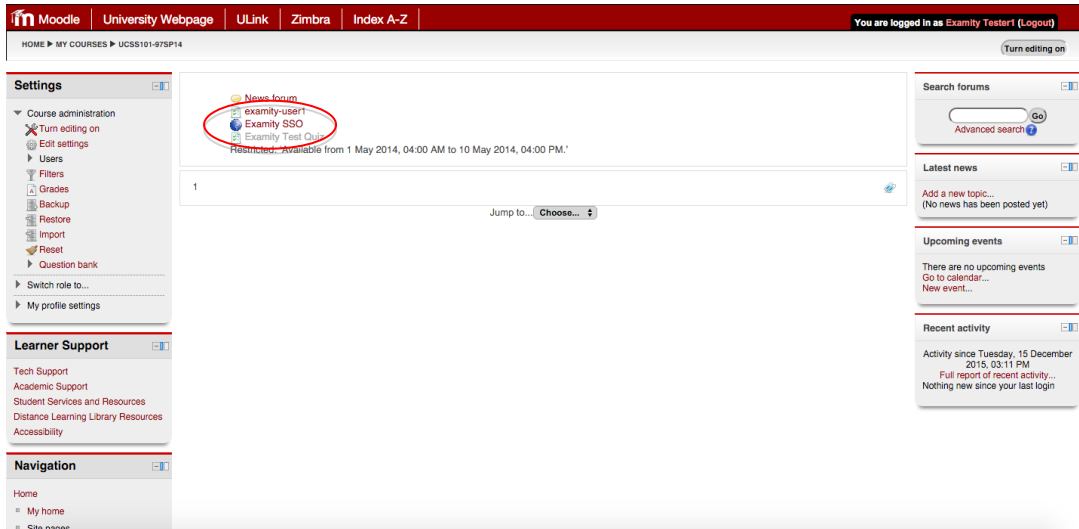 Moodle University Webpage ULink Zimbra Index A-Z
You are logged in as Examity Tester1 (Logout)
HOME ▶ MY COURSES ▶ UCSS101-97SP14
Turn editing on
Settings
Course administration
Turn editing on
Edit settings
Users
Filters
Grades
Backup
Restore
Import
Reset
Question bank
Switch role to...
My profile settings
Learner Support
Tech Support
Academic Support
Student Services and Resources
Distance Learning Library Resources
Accessibility
Navigation
Home
My home
Site pages
News forum
examity-user1
Examity SSO
Examity Test Quiz
Restricted: 'Available from 1 May 2014, 04:00 AM to 10 May 2014, 04:00 PM.'
1
Jump to... Choose...
Search forums
Go
Advanced search
Latest news
Add a new topic...
(No news has been posted yet)
Upcoming events
There are no upcoming events
Go to calendar...
New event...
Recent activity
Activity since Tuesday, 15 December
2015, 03:11 PM
Full report of recent activity...
Nothing new since your last login